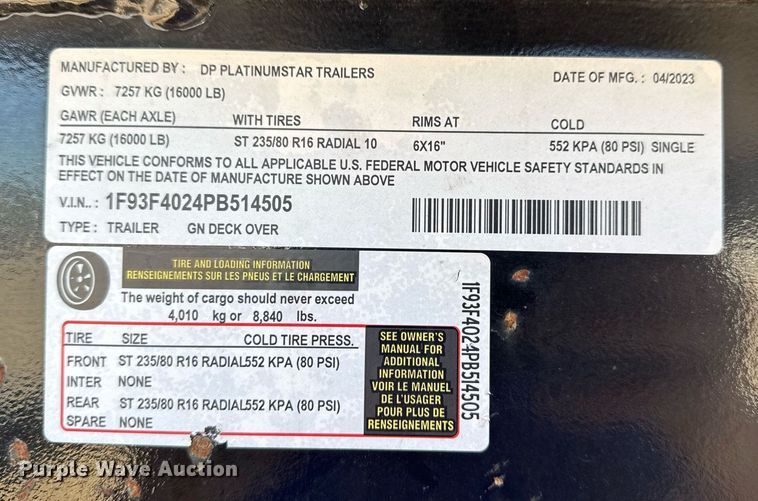 MANUFACTURED BY : DP PLATINUMSTAR TRAILERS DATE OF MFG. : 04/2023
GVWR : 7257 KG (16000 LB)
GAWR (EACH AXLE) WITH TIRES RIMS AT COLD
7257 KG (16000 LB) ST 235/80 R16 RADIAL 10 6X16" 552 KPA (80 PSI) SINGLE
THIS VEHICLE CONFORMS TO ALL APPLICABLE U.S. FEDERAL MOTOR VEHICLE SAFETY STANDARDS IN
EFFECT ON THE DATE OF MANUFACTURE SHOWN ABOVE
V.I.N.. : 1F93F4024PB514505
TYPE : TRAILER GN DECK OVER
TIRE AND LOADING INFORMATION
RENSEIGNEMENTS SUR LES PNEUS ET LE CHARGEMENT
The weight of cargo should never exceed
4,010 kg or 8,840 lbs.
TIRE SIZE COLD TIRE PRESS.
FRONT ST 235/80 R16 RADIAL552 KPA (80 PSI)
INTER NONE
REAR ST 235/80 R16 RADIAL552 KPA (80 PSI)
SPARE NONE
SEE OWNER'S
MANUAL FOR
ADDITIONAL
INFORMATION
VOIR LE MANUEL
DE L'USAGER
POUR PLUS DE
RENSEIGNEMENTS
1F93F4024PB514505
Purple Wave Auction